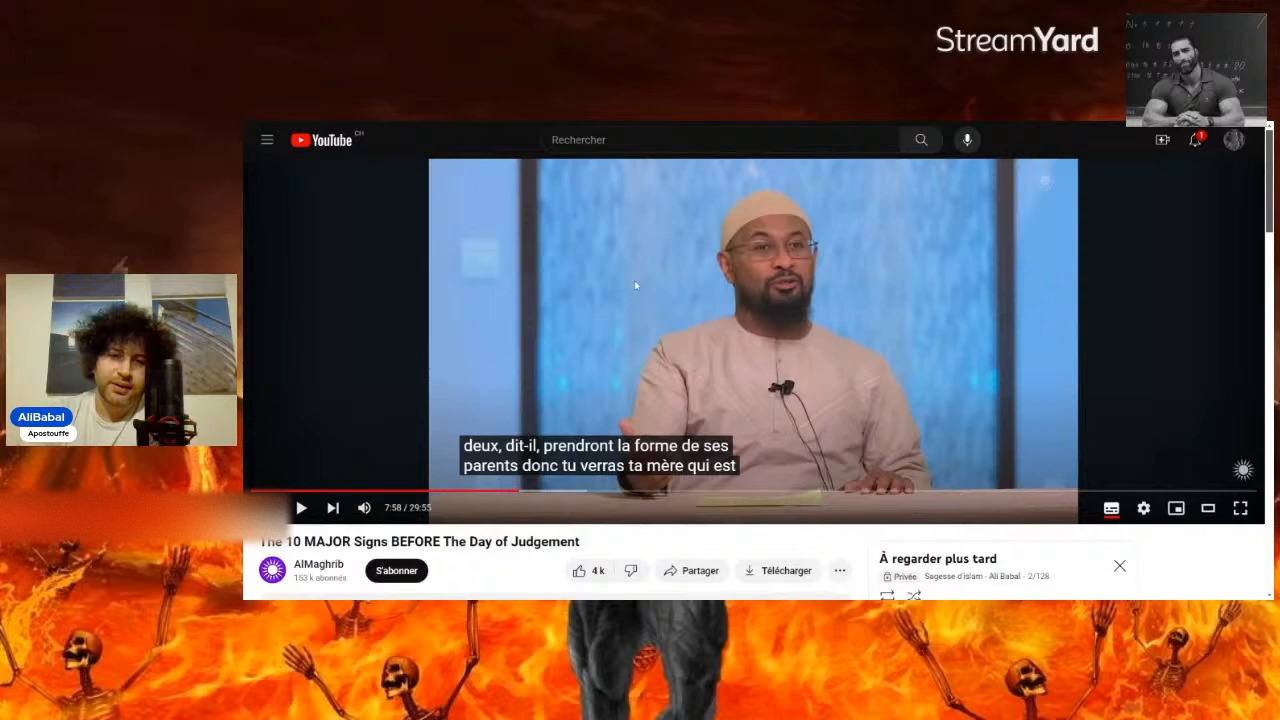 StreamYard
YouTube CH
Rechercher
1
deux, dit-il, prendront la forme de ses
parents donc tu verras ta mère qui est
7:58 / 29:55
AliBabal
Apostouffe
The 10 MAJOR Signs BEFORE The Day of Judgement
AlMaghrib
153 k abonnés
S'abonner
4 k
Partager
Télécharger
À regarder plus tard
Privée
Sagesse d'islam - Ali Babal - 2/128